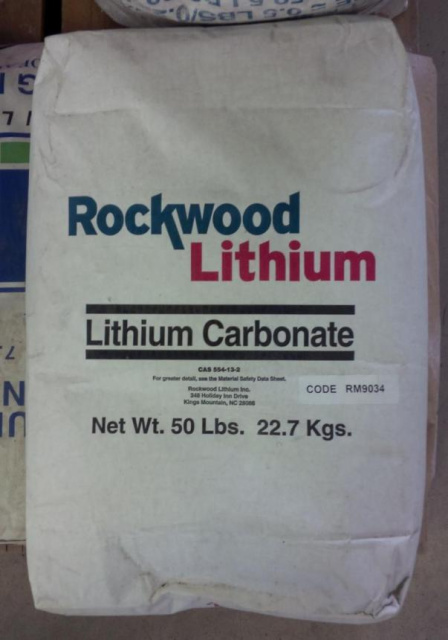 Rockwood
Lithium
Lithium Carbonate
CAS 554-13-2
For greater detail, see the Material Safety Data Sheet.
Rockwood Lithium Inc.
348 Holiday Inn Drive
Kings Mountain, NC 28086
CODE RM9034
Net Wt. 50 Lbs. 22.7 Kgs.